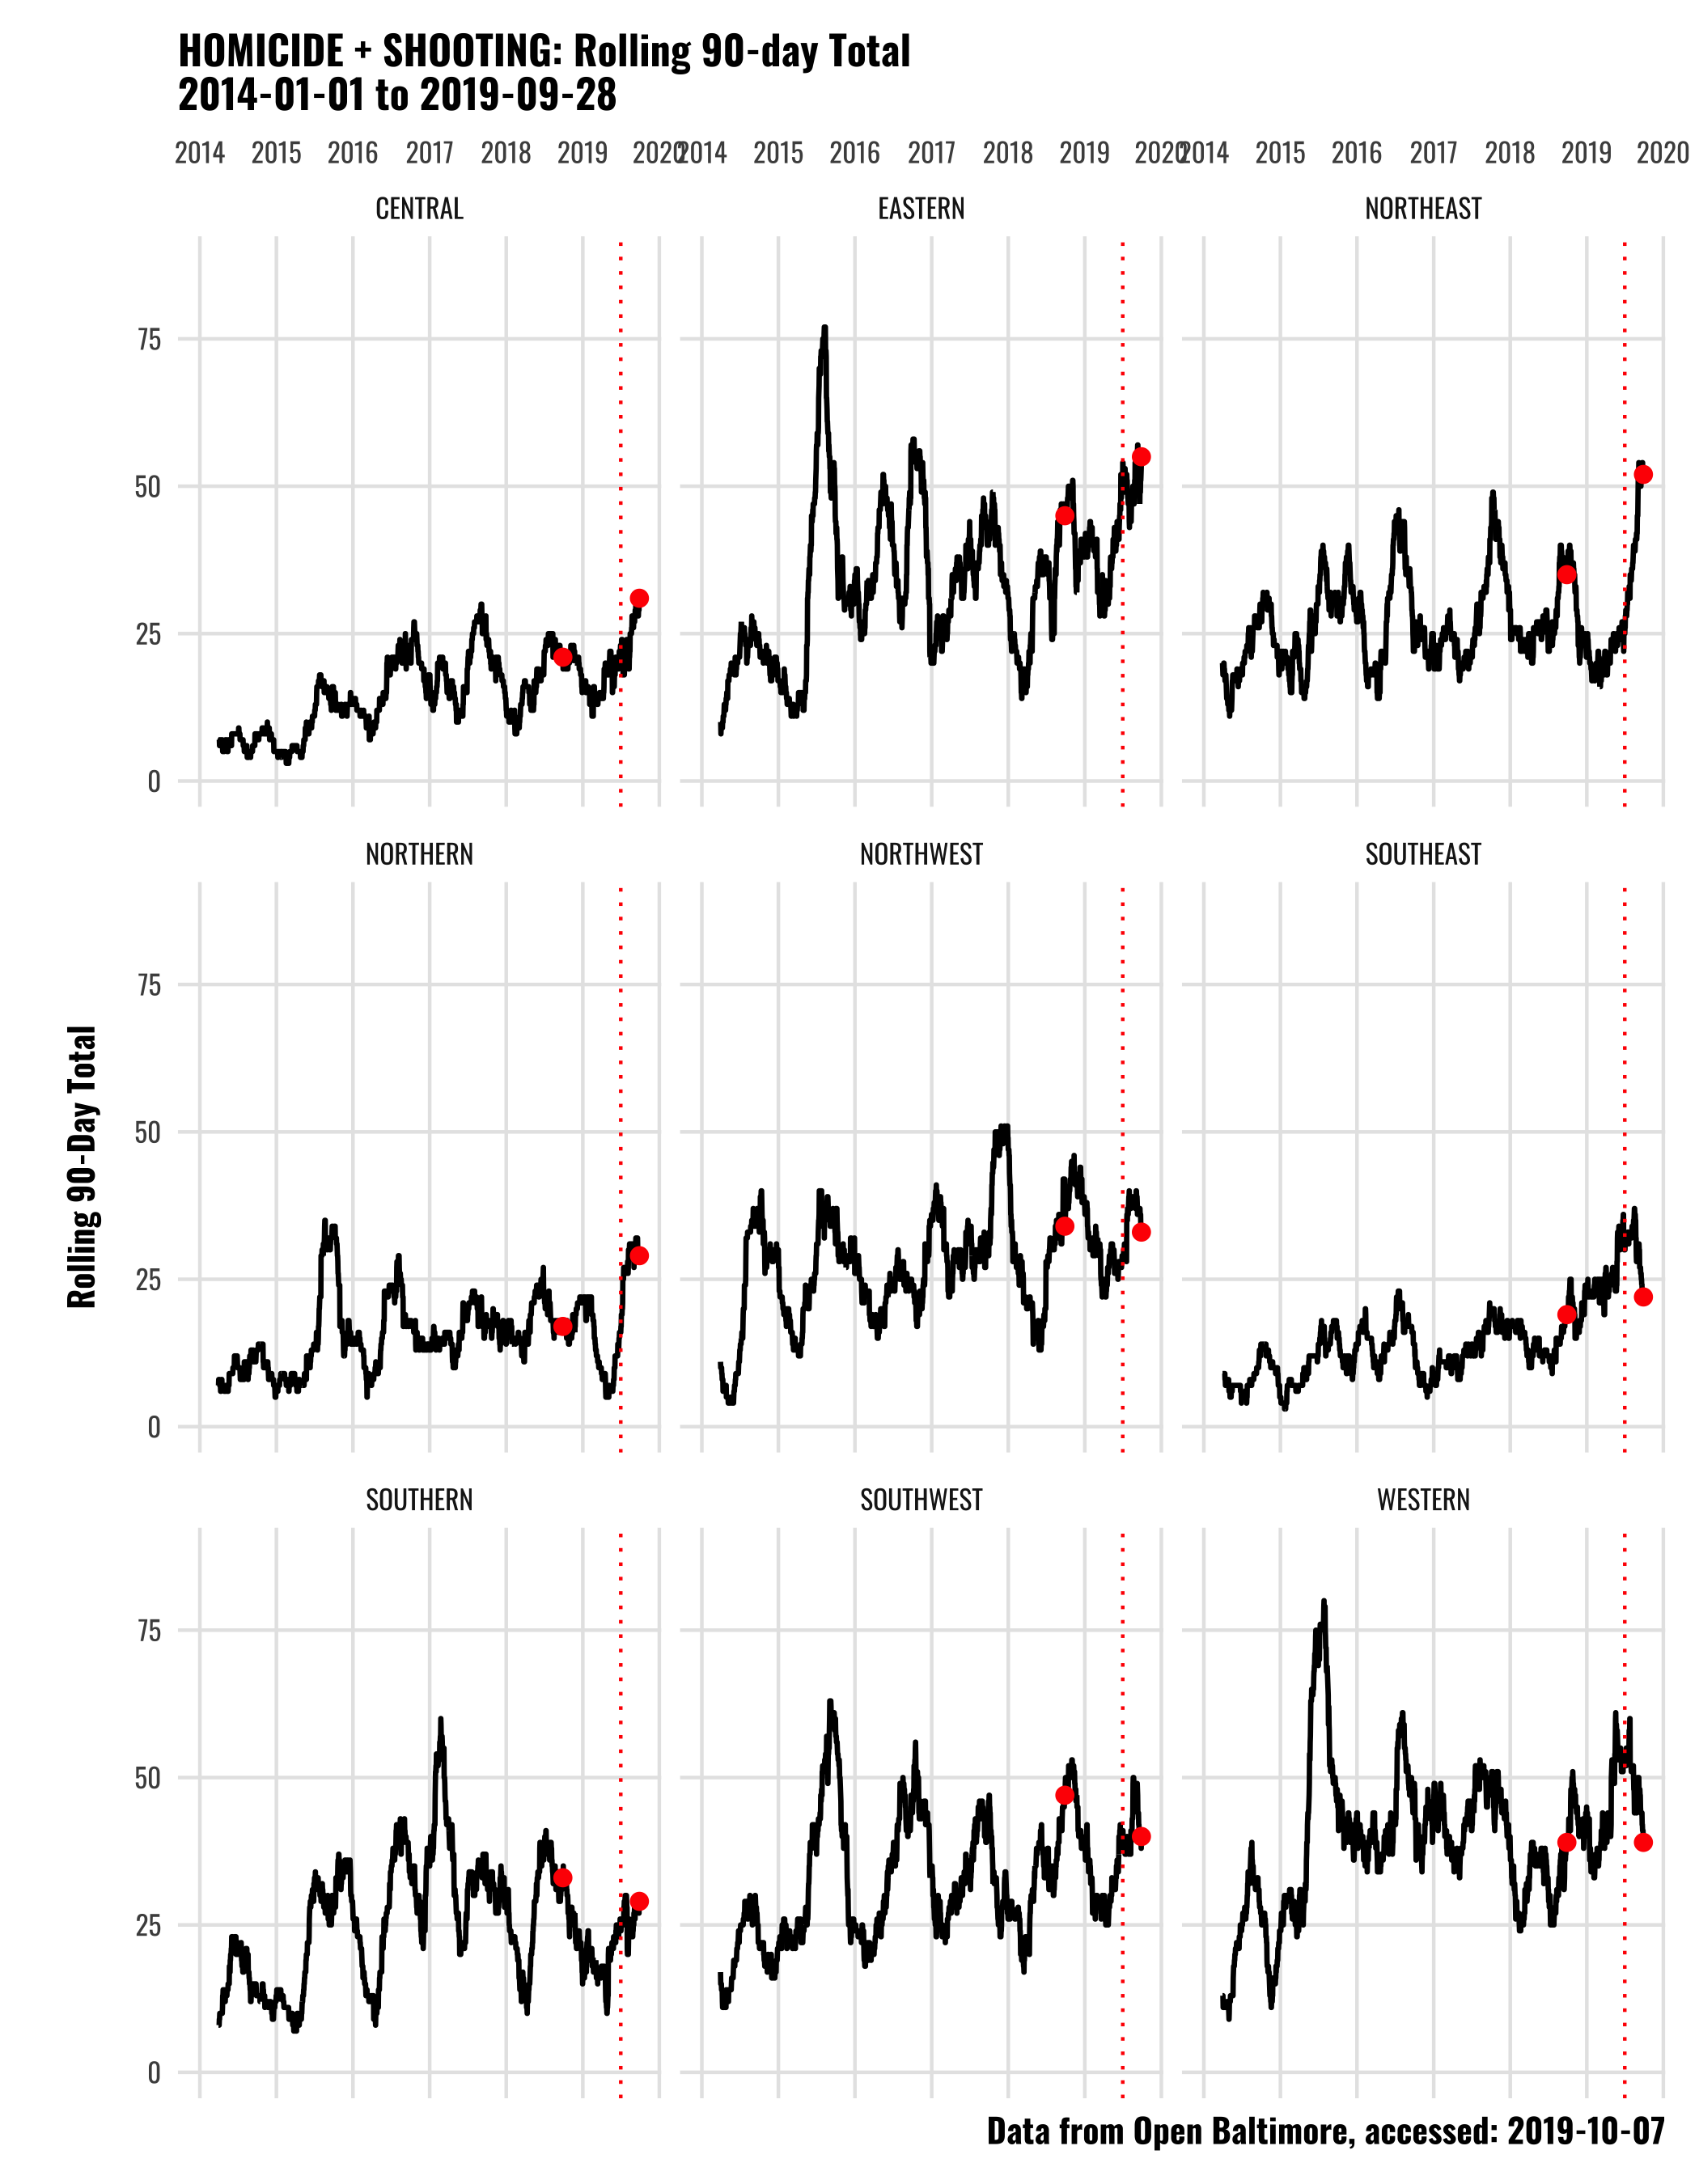 HOMICIDE + SHOOTING: Rolling 90-day Total
2014-01-01 to 2019-09-28
2014 2015 2016 2017 2018 2019 2020 2014 2015 2016 2017 2018 2019 2020 2014 2015 2016 2017 2018 2019 2020
CENTRAL EASTERN NORTHEAST
75
50
25
0
NORTHERN NORTHWEST SOUTHEAST
75
50
25
0
Rolling 90-Day Total
SOUTHERN SOUTHWEST WESTERN
75
50
25
0
Data from Open Baltimore, accessed: 2019-10-07